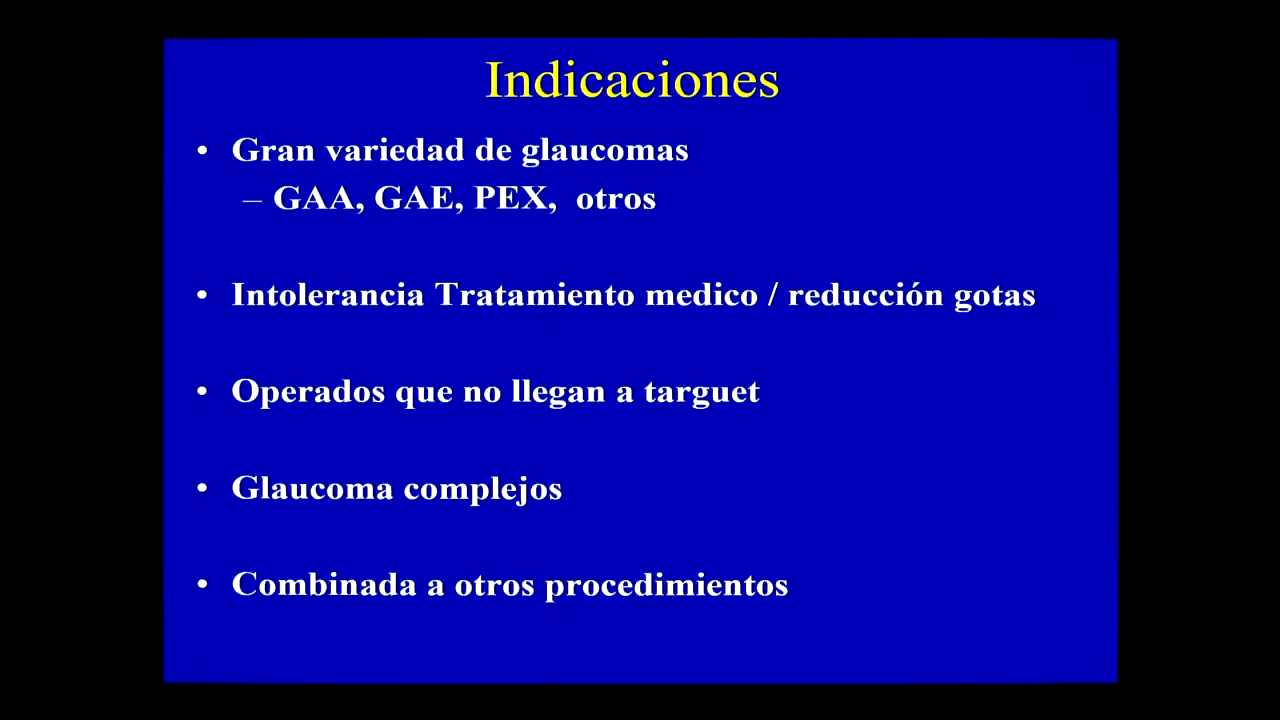 Indicaciones
• Gran variedad de glaucomas
– GAA, GAE, PEX, otros
• Intolerancia Tratamiento medico / reducción gotas
• Operados que no llegan a targuet
• Glaucoma complejos
• Combinada a otros procedimientos